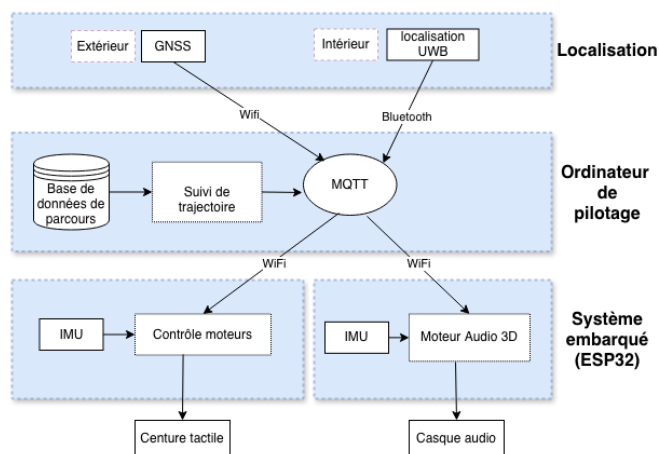 Extérieur
GNSS
Intérieur
localisation
UWB
Localisation
Wifi
Bluetooth
Base de
données de
parcours
Suivi de
trajectoire
MQTT
Ordinateur
de
pilotage
WiFi
WiFi
IMU
Contrôle moteurs
IMU
Moteur Audio 3D
Système
embarqué
(ESP32)
Centure tactile
Casque audio